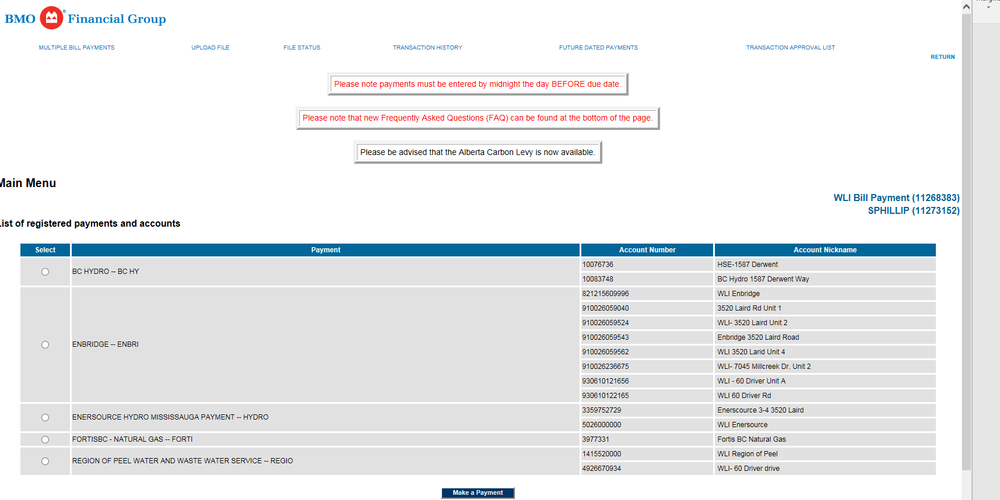 BMO Financial Group
MULTIPLE BILL PAYMENTS UPLOAD FILE FILE STATUS TRANSACTION HISTORY FUTURE DATED PAYMENTS TRANSACTION APPROVAL LIST
RETURN
Please note payments must be entered by midnight the day BEFORE due date.
Please note that new Frequently Asked Questions (FAQ) can be found at the bottom of the page.
Please be advised that the Alberta Carbon Levy is now available.
Main Menu
WLI Bill Payment (11268383)
SPHILLIP (11273152)
List of registered payments and accounts
Select Payment Account Number Account Nickname
BC HYDRO -- BC HY
10076736 HSE-1587 Derwent
10083748 BC Hydro 1587 Derwent Way
ENBRIDGE -- ENBRI
821215609996 WLI Enbridge
910026059040 3520 Laird Rd Unit 1
910026059524 WLI- 3520 Laird Unit 2
910026059543 Enbridge 3520 Laird Road
910026059562 WLI 3520 Larid Unit 4
910026236675 WLI- 7045 Millcreek Dr. Unit 2
930610121656 WLI - 60 Driver Unit A
930610122165 WLI 60 Driver Rd
ENERSOURCE HYDRO MISSISSAUGA PAYMENT -- HYDRO
3359752729 Enerscource 3-4 3520 Laird
5026000000 WLI Enersource
FORTISBC - NATURAL GAS -- FORTI 3977331 Fortis BC Natural Gas
REGION OF PEEL WATER AND WASTE WATER SERVICE -- REGIO
1415520000 WLI Region of Peel
4926670934 WLI- 60 Driver drive
Make a Payment